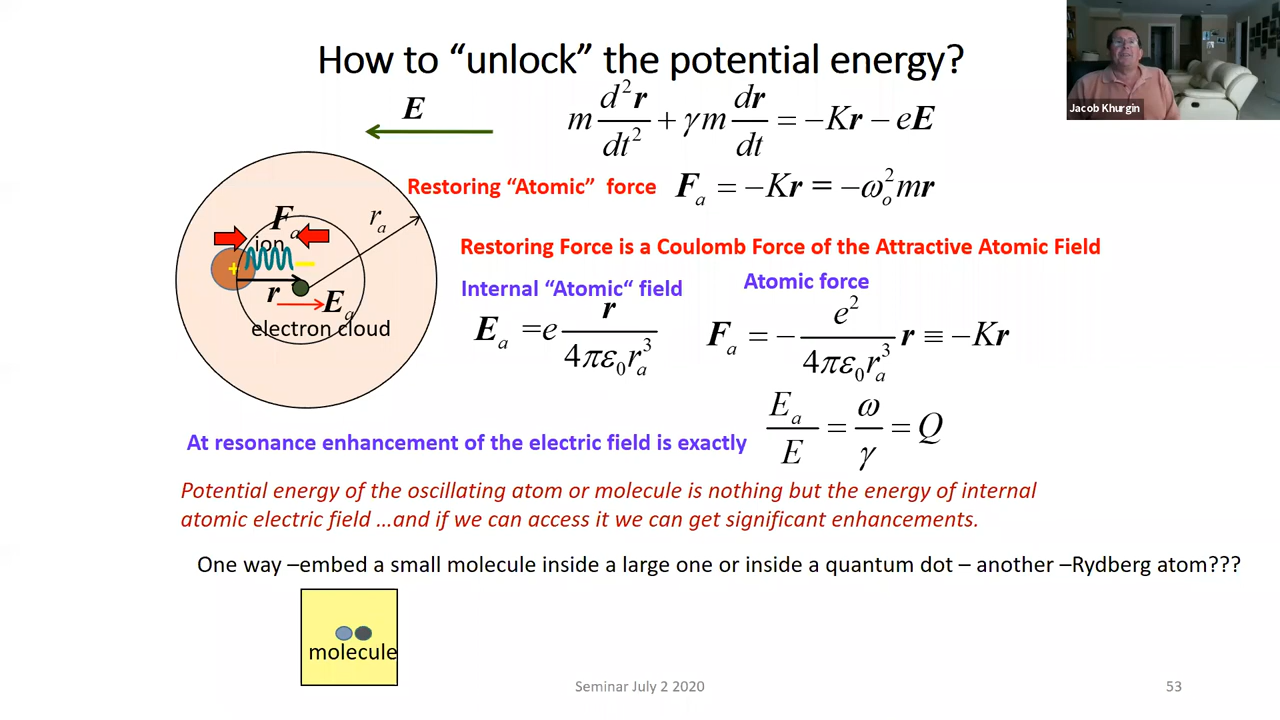 How to “unlock” the potential energy?
E
m d²r/dt² + γm dr/dt = −Kr − eE
Restoring “Atomic” force F_a = −Kr = −ω_o²mr
F_a
r_a
ion
+
−
r
E_a
electron cloud
Restoring Force is a Coulomb Force of the Attractive Atomic Field
Internal “Atomic“ field
Atomic force
E_a =e r/4πε₀r_a³
F_a = − e²/4πε₀r_a³ r ≡ −Kr
At resonance enhancement of the electric field is exactly
E_a/E = ω/γ = Q
Potential energy of the oscillating atom or molecule is nothing but the energy of internal
atomic electric field …and if we can access it we can get significant enhancements.
One way –embed a small molecule inside a large one or inside a quantum dot – another –Rydberg atom???
molecule
Seminar July 2 2020
53
Jacob Khurgin